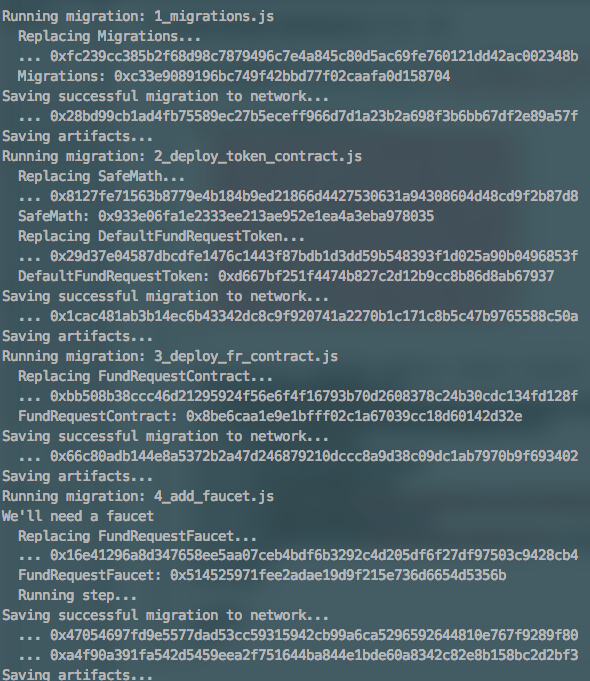 Running migration: 1_migrations.js
Replacing Migrations...
... 0xfc239cc385b2f68d98c7879496c7e4a845c80d5ac69fe760121dd42ac002348b
Migrations: 0xc33e9089196bc749f42bbd77f02caafa0d158704
Saving successful migration to network...
... 0x28bd99cb1ad4fb75589ec27b5eceff966d7d1a23b2a698f3b6bb67df2e89a57f
Saving artifacts...
Running migration: 2_deploy_token_contract.js
Replacing SafeMath...
... 0x8127fe71563b8779e4b184b9ed21866d4427530631a94308604d48cd9f2b87d8
SafeMath: 0x933e06fa1e2333ee213ae952e1ea4a3eba978035
Replacing DefaultFundRequestToken...
... 0x29d37e04587dbcdfe1476c1443f87bdb1d3dd59b548393f1d025a90b0496853f
DefaultFundRequestToken: 0xd667bf251f4474b827c2d12b9cc8b86d8ab67937
Saving successful migration to network...
... 0x1cac481ab3b14ec6b43342dc8c9f920741a2270b1c171c8b5c47b9765588c50a
Saving artifacts...
Running migration: 3_deploy_fr_contract.js
Replacing FundRequestContract...
... 0xbb508b38ccc46d21295924f56e6f4f16793b70d2608378c24b30cdc134fd128f
FundRequestContract: 0x8be6caa1e9e1bfff02c1a67039cc18d60142d32e
Saving successful migration to network...
... 0x66c80adb144e8a5372b2a47d246879210dccc8a9d38c09dc1ab7970b9f693402
Saving artifacts...
Running migration: 4_add_faucet.js
We'll need a faucet
Replacing FundRequestFaucet...
... 0x16e41296a8d347658ee5aa07ceb4bdf6b3292c4d205df6f27df97503c9428cb4
FundRequestFaucet: 0x514525971fee2adae19d9f215e736d6654d5356b
Running step...
Saving successful migration to network...
... 0x47054697fd9e5577dad53cc59315942cb99a6ca5296592644810e767f9289f80
... 0xa4f90a391fa542d5459eea2f751644ba844e1bde60a8342c82e8b158bc2d2bf3
Saving artifacts...